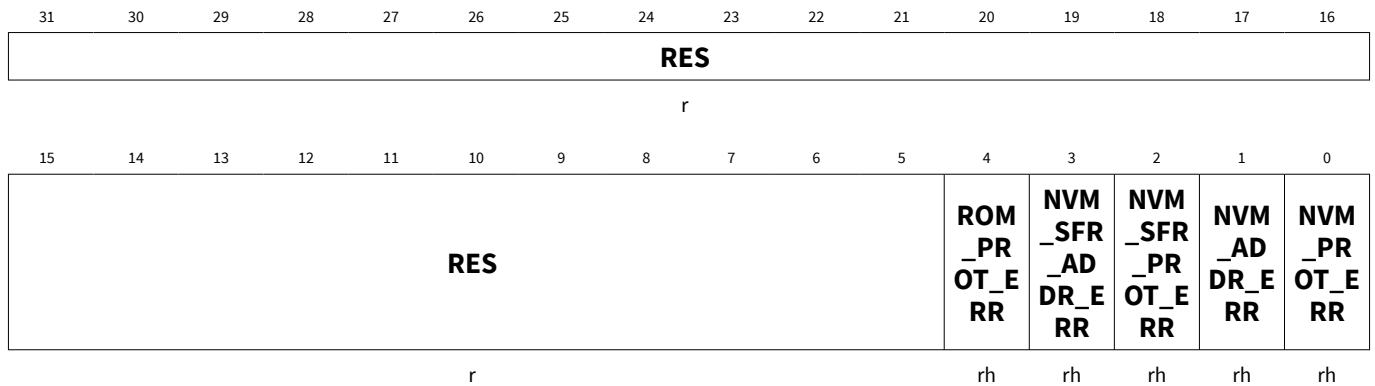 31 30 29 28 27 26 25 24 23 22 21 20 19 18 17 16
RES
r
15 14 13 12 11 10 9 8 7 6 5 4 3 2 1 0
RES
ROM
_PR
OT_E
RR
NVM
_SFR
_AD
DR_E
RR
NVM
_SFR
_PR
OT_E
RR
NVM
_AD
DR_E
RR
NVM
_PR
OT_E
RR
r rh rh rh rh rh